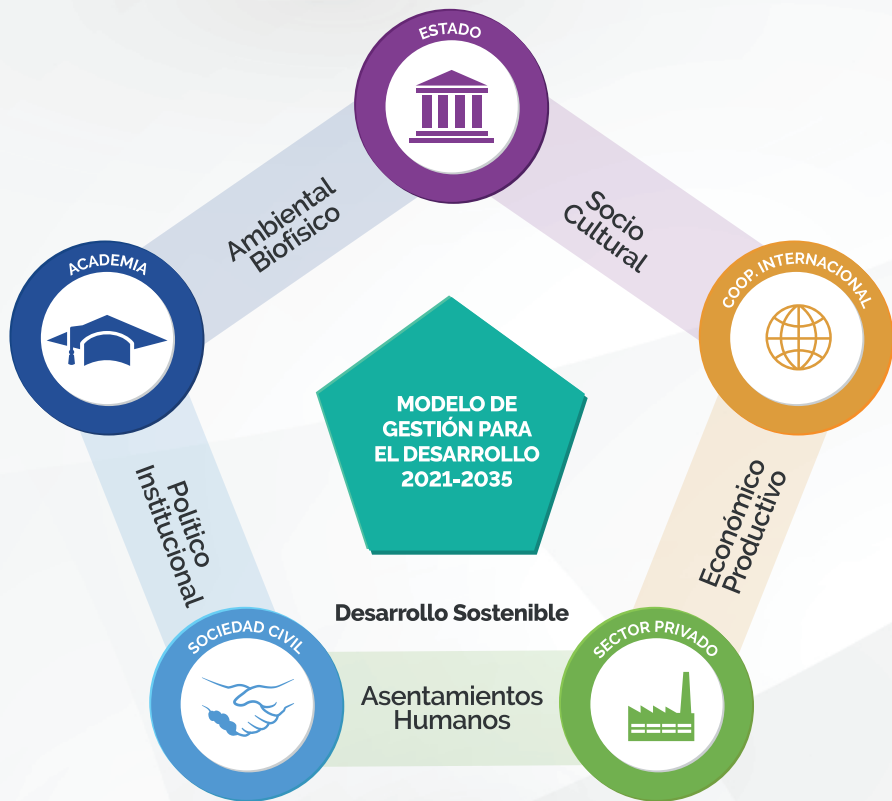 ESTADO
Ambiental
Biofísico
Socio
Cultural
ACADEMIA
COOP. INTERNACIONAL
MODELO DE
GESTIÓN PARA
EL DESARROLLO
2021-2035
Político
Institucional
Económico
Productivo
Desarrollo Sostenible
SOCIEDAD CIVIL
SECTOR PRIVADO
Asentamientos
Humanos